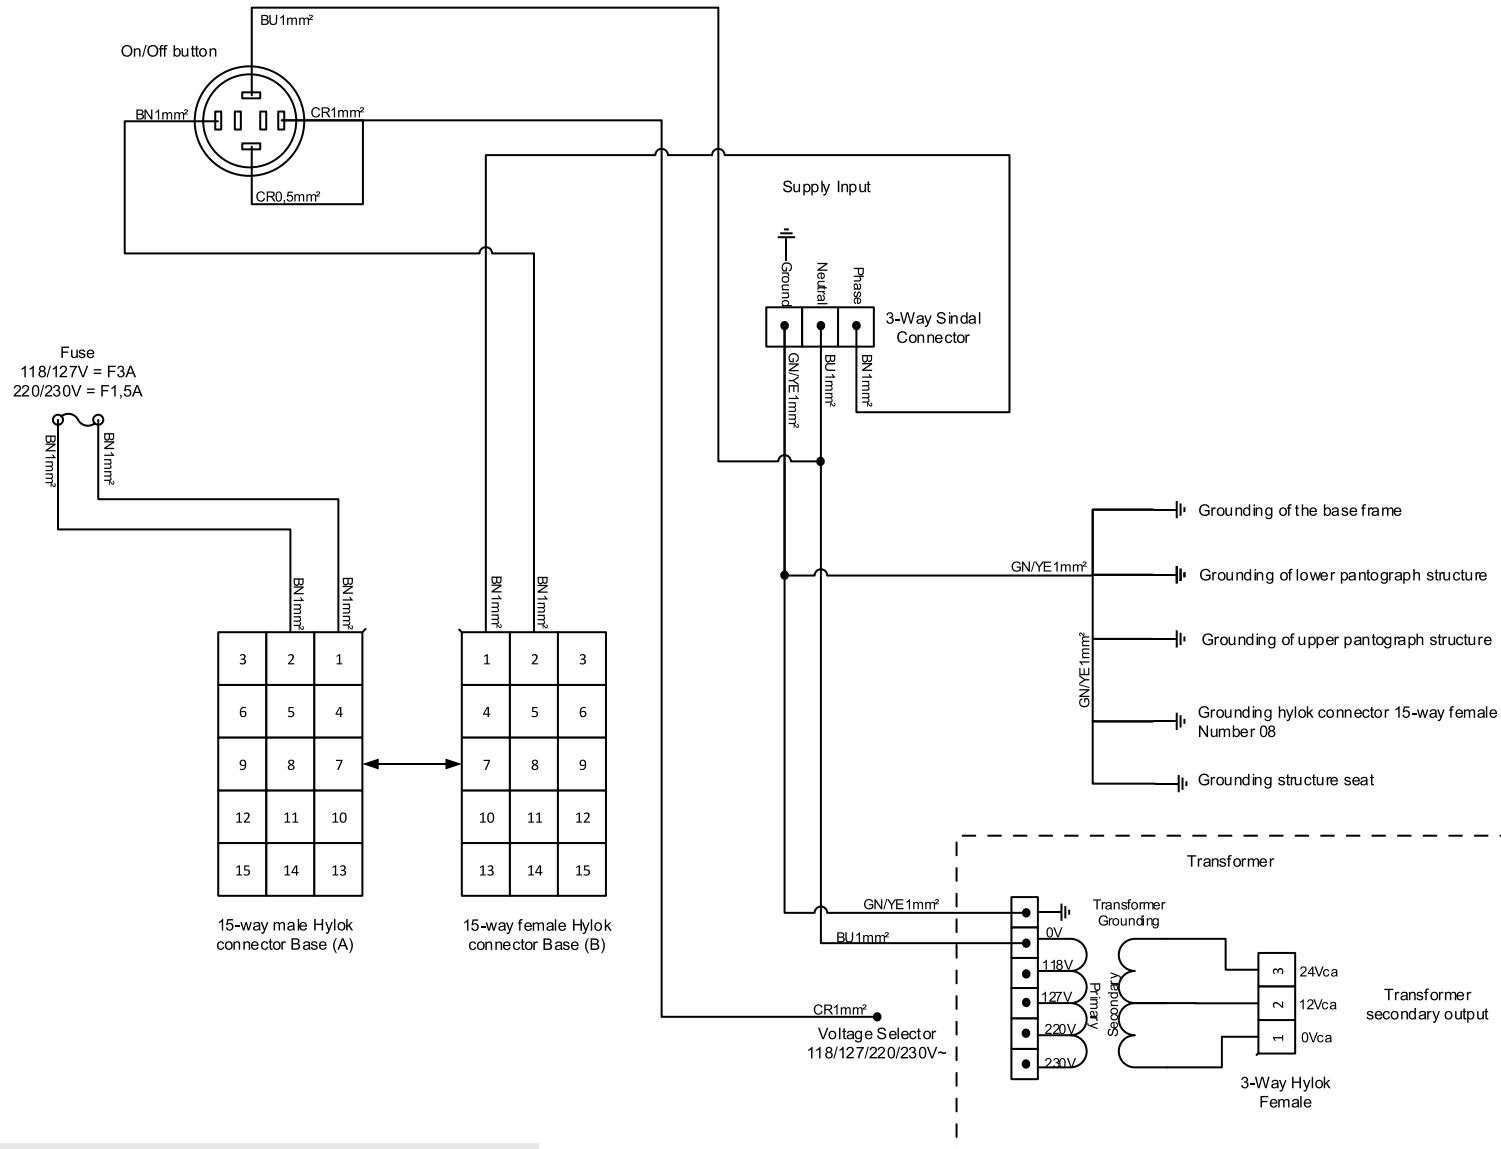 BU1mm²
On/Off button
BN1mm²
CR1mm²
CR0,5mm²
Supply Input
Ground
Neutral
Phase
3-Way Sindal
Connector
GN/YE1mm²
BU1mm²
BN1mm²
Fuse
118/127V = F3A
220/230V = F1,5A
BN1mm²
BN1mm²
BN1mm²
BN1mm²
BN1mm²
BN1mm²
3 2 1
6 5 4
9 8 7
12 11 10
15 14 13
1 2 3
4 5 6
7 8 9
10 11 12
13 14 15
15-way male Hylok
connector Base (A)
15-way female Hylok
connector Base (B)
GN/YE1mm²
GN/YE1mm²
Grounding of the base frame
Grounding of lower pantograph structure
Grounding of upper pantograph structure
Grounding hylok connector 15-way female
Number 08
Grounding structure seat
Transformer
GN/YE1mm²
BU1mm²
CR1mm²
Voltage Selector
118/127/220/230V~
Transformer
Grounding
0V
118V
127V
220V
230V
Primary
Secundary
3 24Vca
2 12Vca
1 0Vca
Transformer
secondary output
3-Way Hylok
Female